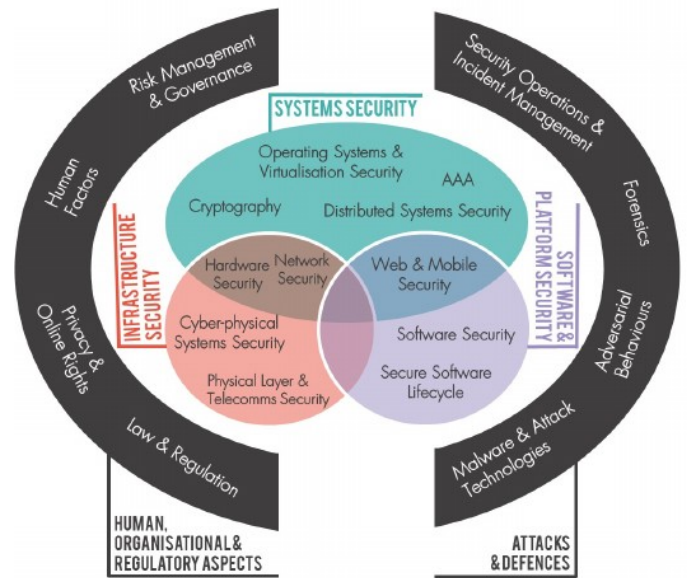 Risk Management
& Governance
Human
Factors
Privacy &
Online Rights
Law & Regulation
HUMAN,
ORGANISATIONAL &
REGULATORY ASPECTS
INFRASTRUCTURE
SECURITY
SYSTEMS SECURITY
Operating Systems &
Virtualisation Security
AAA
Cryptography
Distributed Systems Security
Hardware
Security
Network
Security
Web & Mobile
Security
Cyber-physical
Systems Security
Software Security
Physical Layer &
Telecomms Security
Secure Software
Lifecycle
SOFTWARE &
PLATFORM SECURITY
Security Operations &
Incident Management
Forensics
Adversarial
Behaviours
Malware & Attack
Technologies
ATTACKS
& DEFENCES